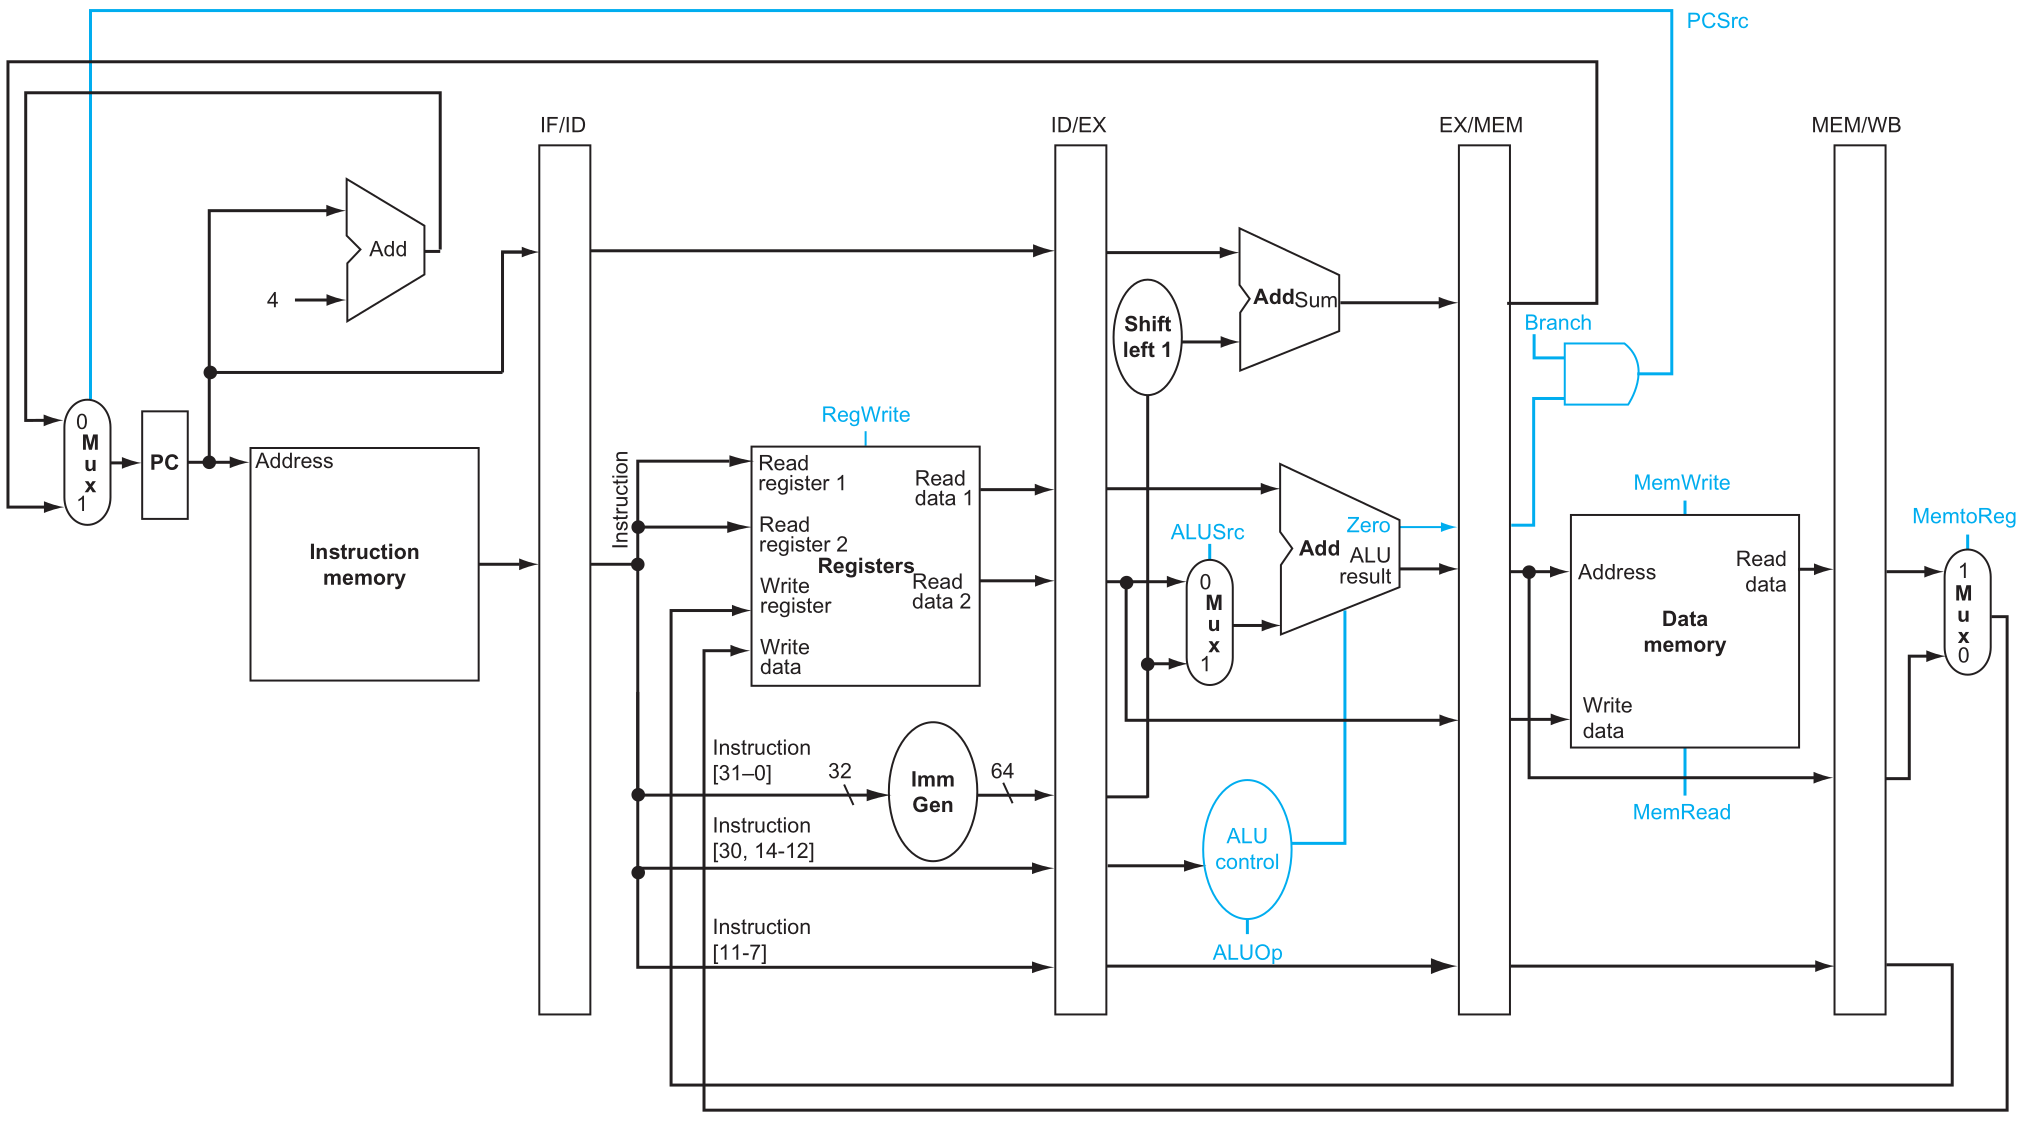 PCSrc
IF/ID
ID/EX
EX/MEM
MEM/WB
Add
4
Add Sum
Shift
left 1
Branch
0
M
u
x
1
PC
Address
Instruction
memory
Instruction
RegWrite
Read
register 1
Read
register 2
Write
register
Write
data
Registers
Read
data 1
Read
data 2
ALUSrc
0
M
u
x
1
Zero
Add
ALU
result
MemWrite
Address
Read
data
Data
memory
Write
data
MemRead
MemtoReg
1
M
u
x
0
Instruction
[31–0]
32
Imm
Gen
64
Instruction
[30, 14-12]
ALU
control
Instruction
[11-7]
ALUOp